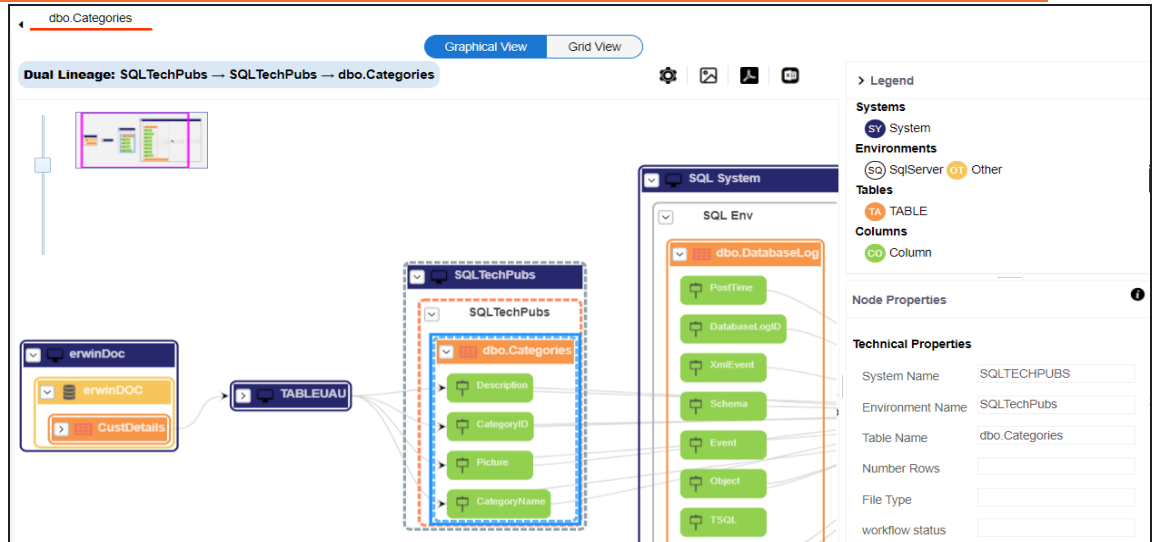 dbo.Categories
Graphical View
Grid View
Dual Lineage: SQLTechPubs → SQLTechPubs → dbo.Categories
erwinDoc
erwinDOC
CustDetails
TABLEUAU
SQLTechPubs
SQLTechPubs
dbo.Categories
Description
CategoryID
Picture
CategoryName
SQL System
SQL Env
dbo.DatabaseLog
PostTime
DatabaseLogID
XmlEvent
Schema
Event
Object
TSQL
Legend
Systems
SY System
Environments
SQ SqlServer OT Other
Tables
TA TABLE
Columns
CO Column
Node Properties
Technical Properties
System Name SQLTECHPUBS
Environment Name SQLTechPubs
Table Name dbo.Categories
Number Rows
File Type
workflow status